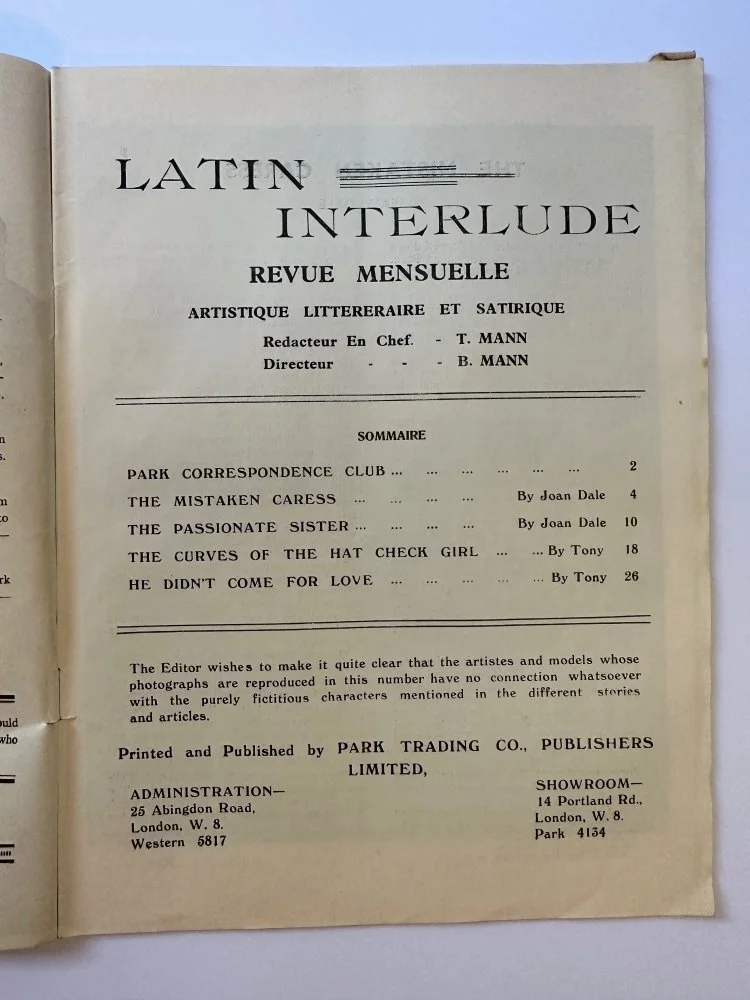 LATIN
INTERLUDE
REVUE MENSUELLE
ARTISTIQUE LITTERERAIRE ET SATIRIQUE
Redacteur En Chef. - T. MANN
Directeur - - - B. MANN
SOMMAIRE
PARK CORRESPONDENCE CLUB ... ... ... ... ... ... 2
THE MISTAKEN CARESS ... ... ... ... By Joan Dale 4
THE PASSIONATE SISTER ... ... ... ... By Joan Dale 10
THE CURVES OF THE HAT CHECK GIRL ... ... By Tony 18
HE DIDN'T COME FOR LOVE ... ... ... ... ... By Tony 26
The Editor wishes to make it quite clear that the artistes and models whose
photographs are reproduced in this number have no connection whatsoever
with the purely fictitious characters mentioned in the different stories
and articles.
Printed and Published by PARK TRADING CO., PUBLISHERS
LIMITED,
ADMINISTRATION—
25 Abingdon Road,
London, W. 8.
Western 5817
SHOWROOM—
14 Portland Rd.,
London, W. 8.
Park 4134